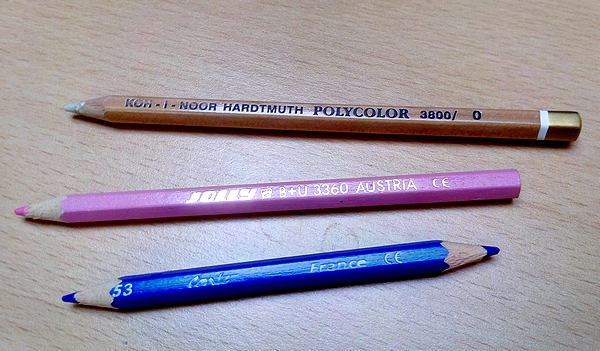 KOH-I-NOOR HARDTMUTH POLYCOLOR 3800/ 0
JOLLY B+U 3360 AUSTRIA CE
53 France CE